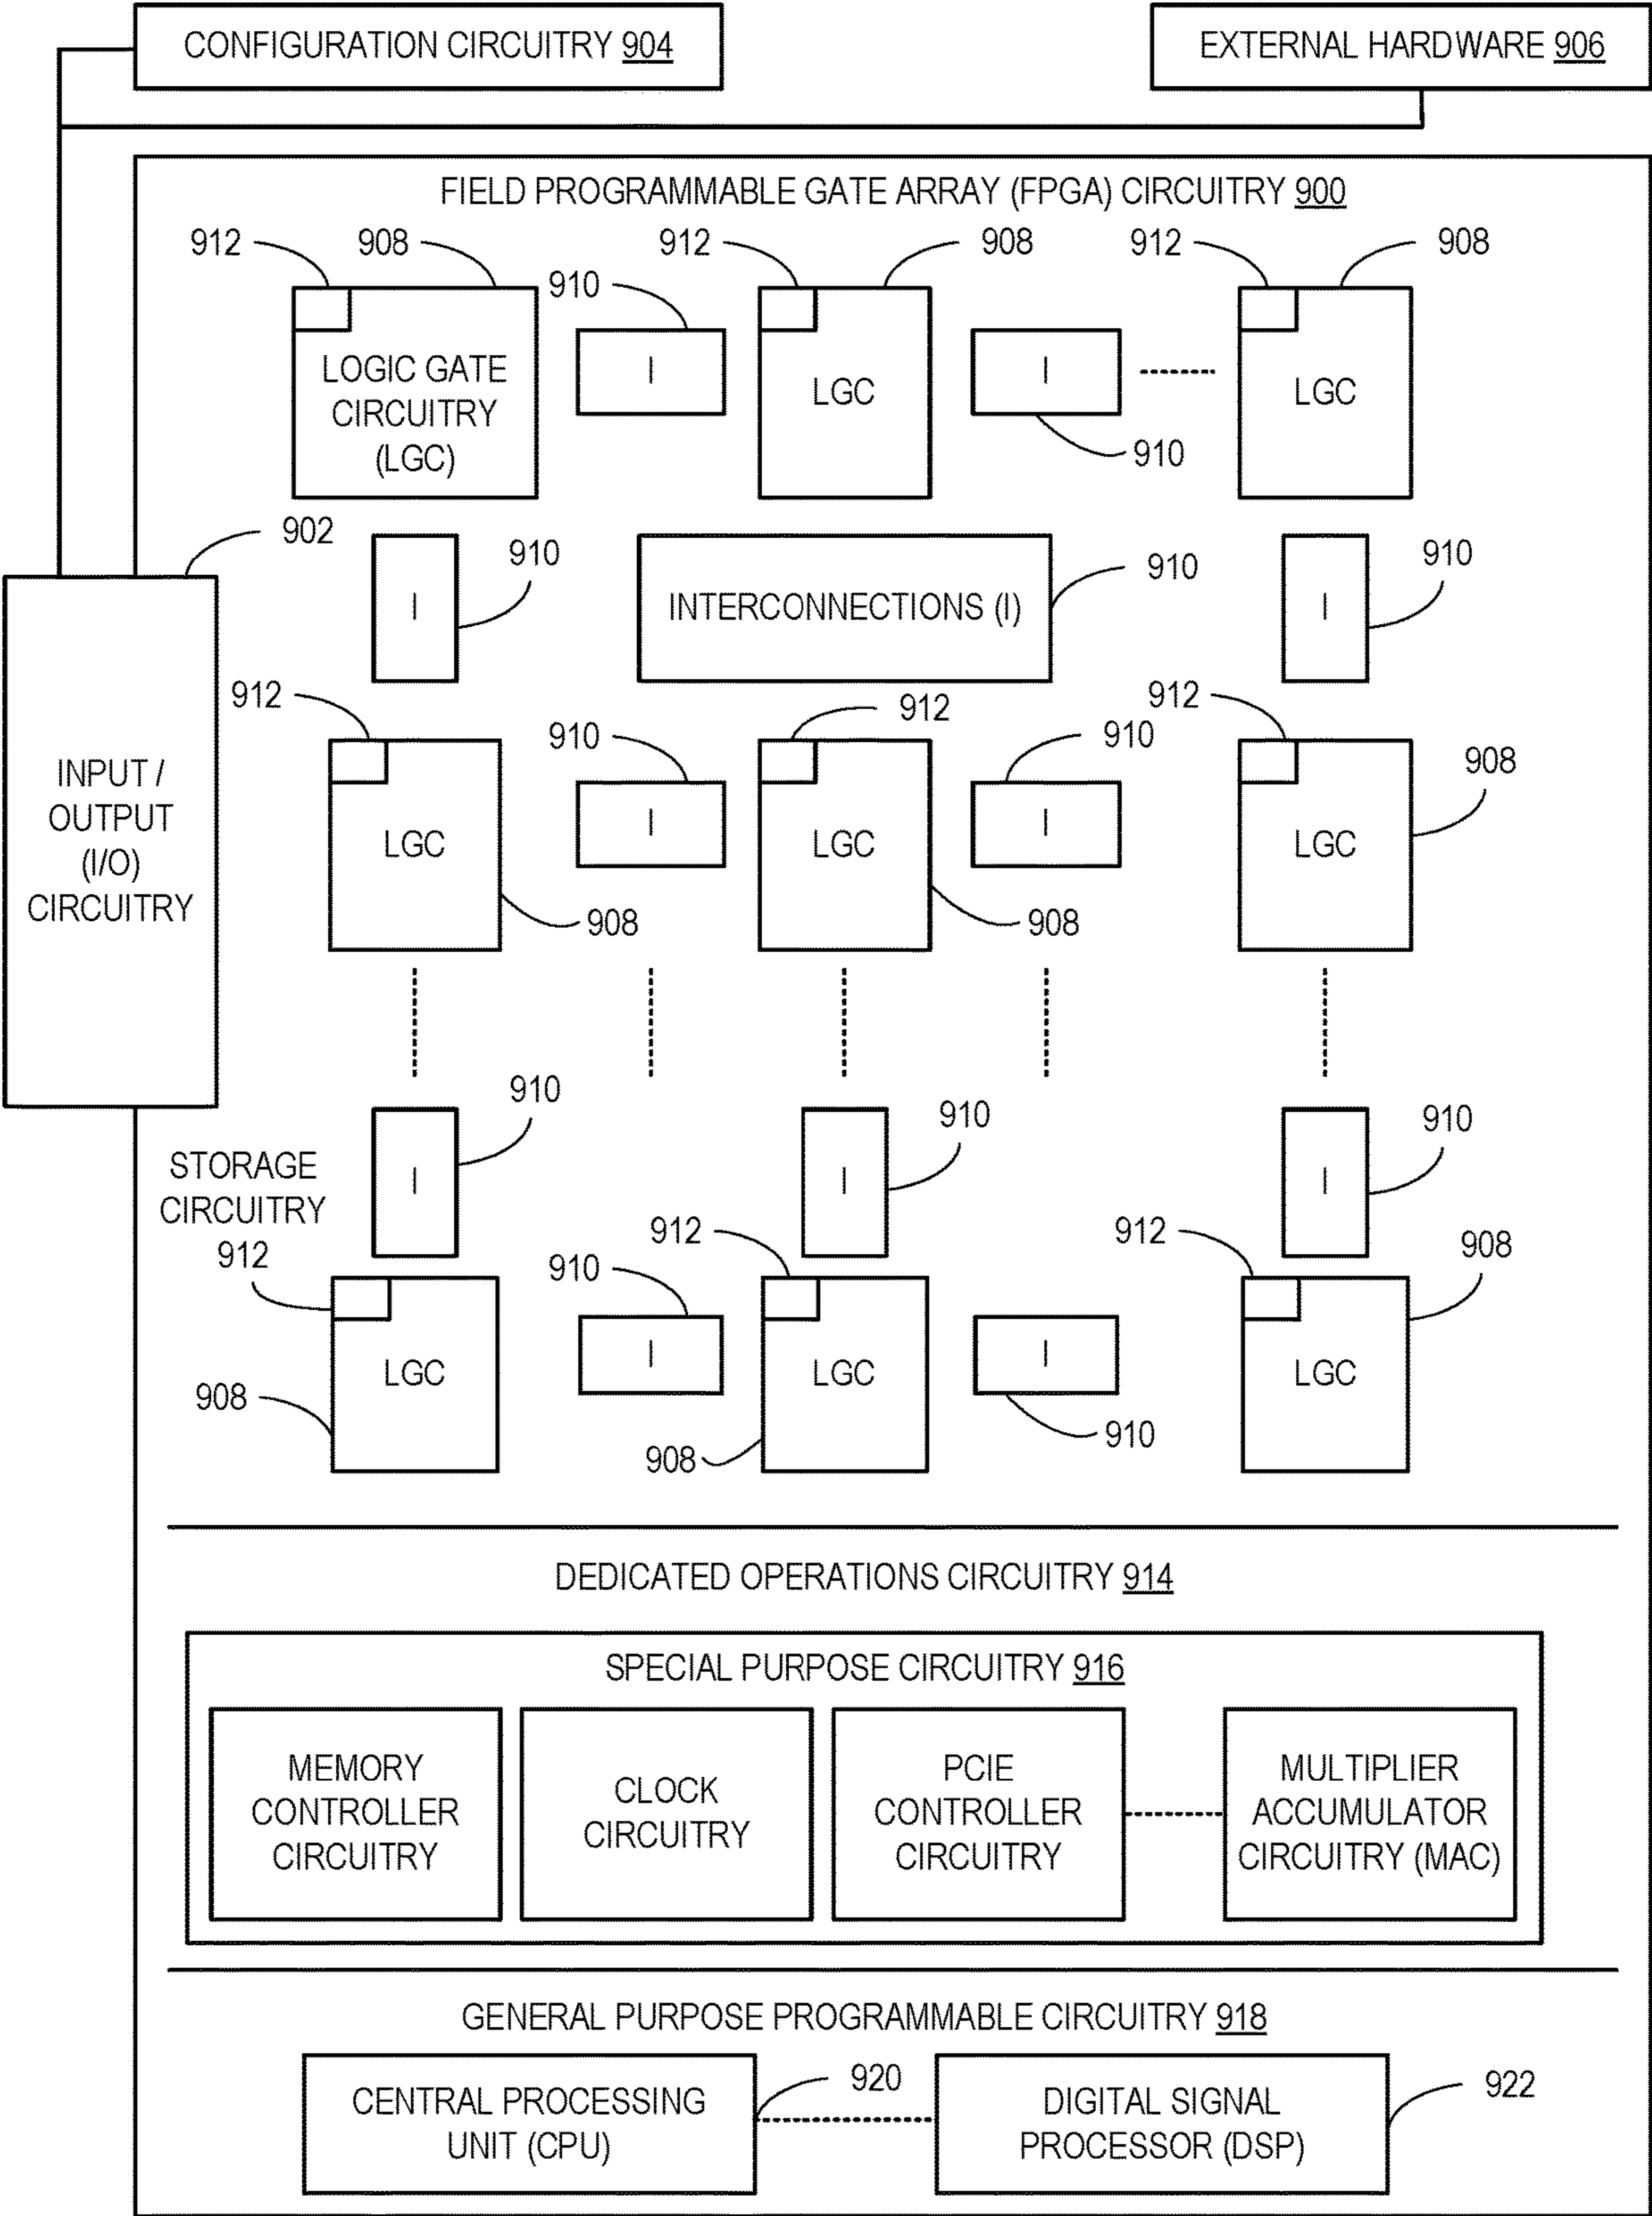 CONFIGURATION CIRCUITRY 904
EXTERNAL HARDWARE 906
FIELD PROGRAMMABLE GATE ARRAY (FPGA) CIRCUITRY 900
912
908
912
908
912
908
910
LOGIC GATE
CIRCUITRY
(LGC)
I
LGC
I
LGC
910
902
910
910
910
I
INTERCONNECTIONS (I)
I
912
912
912
910
910
908
INPUT /
OUTPUT
(I/O)
CIRCUITRY
LGC
I
LGC
I
LGC
908
908
910
910
910
STORAGE
CIRCUITRY
912
I
I
I
912
912
908
910
LGC
I
LGC
I
LGC
908
908
910
DEDICATED OPERATIONS CIRCUITRY 914
SPECIAL PURPOSE CIRCUITRY 916
MEMORY
CONTROLLER
CIRCUITRY
CLOCK
CIRCUITRY
PCIE
CONTROLLER
CIRCUITRY
MULTIPLIER
ACCUMULATOR
CIRCUITRY (MAC)
GENERAL PURPOSE PROGRAMMABLE CIRCUITRY 918
CENTRAL PROCESSING
UNIT (CPU)
920
DIGITAL SIGNAL
PROCESSOR (DSP)
922